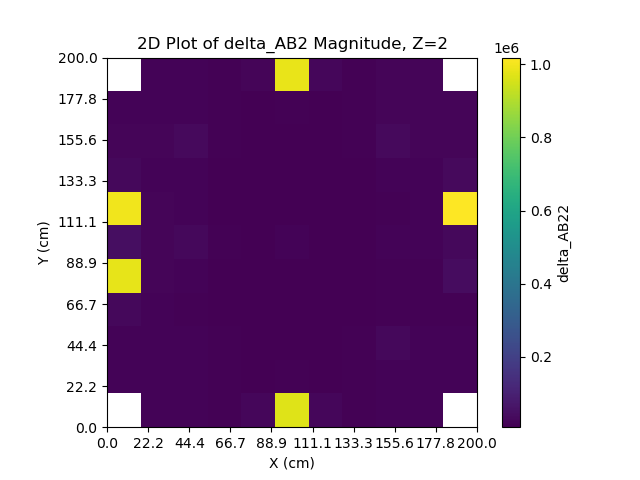 2D Plot of delta_AB2 Magnitude, Z=2
1e6
200.0
177.8
155.6
133.3
111.1
88.9
66.7
44.4
22.2
0.0
Y (cm)
0.0 22.2 44.4 66.7 88.9 111.1 133.3 155.6 177.8 200.0
X (cm)
1.0
0.8
0.6
0.4
0.2
delta_AB22